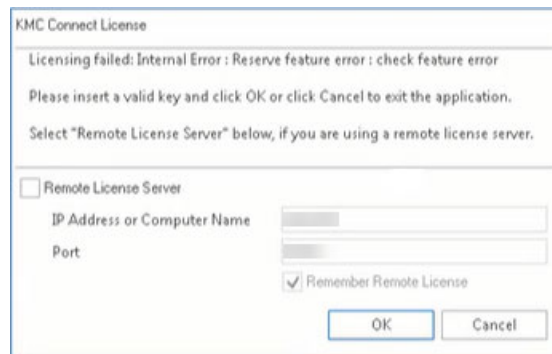 KMC Connect License
Licensing failed: Internal Error : Reserve feature error : check feature error
Please insert a valid key and click OK or click Cancel to exit the application.
Select "Remote License Server" below, if you are using a remote license server.
Remote License Server
IP Address or Computer Name
Port
Remember Remote License
OK Cancel